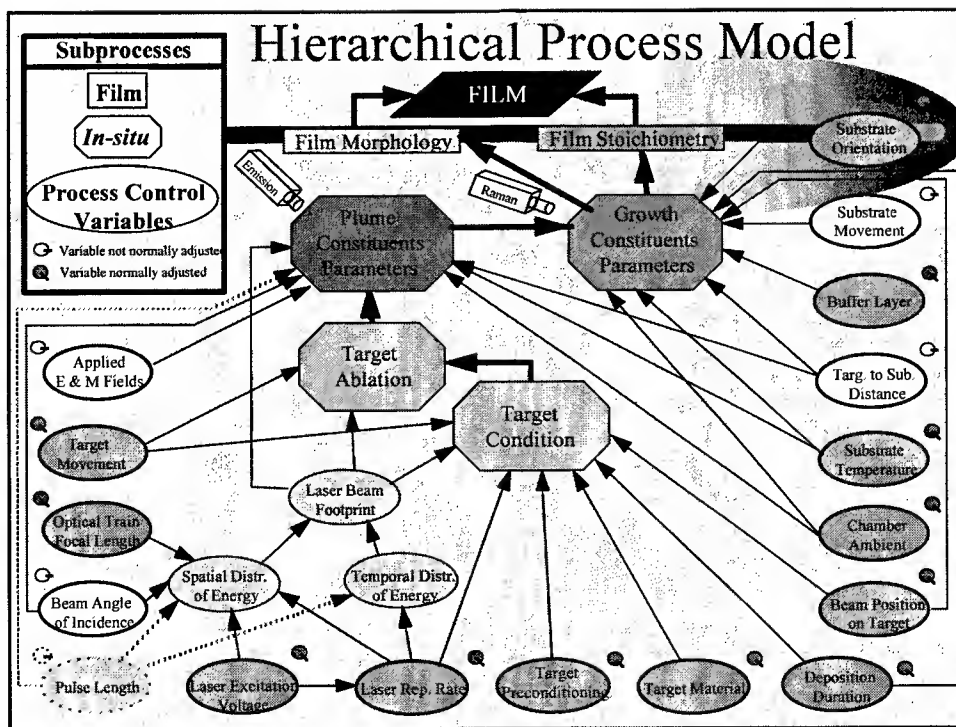 Hierarchical Process Model
Subprocesses
Film
In-situ
Process Control
Variables
Variable not normally adjusted
Variable normally adjusted
FILM
Film Morphology
Film Stoichiometry
Emission
Raman
Plume
Constituents
Parameters
Growth
Constituents
Parameters
Substrate
Orientation
Substrate
Movement
Buffer Layer
Targ. to Sub.
Distance
Substrate
Temperature
Chamber
Ambient
Beam Position
on Target
Applied
E & M Fields
Target
Ablation
Target
Condition
Target
Movement
Laser Beam
Footprint
Optical Train
Focal Length
Spatial Distr.
of Energy
Temporal Distr.
of Energy
Beam Angle
of Incidence
Pulse Length
Laser Excitation
Voltage
Laser Rep. Rate
Target
Preconditioning
Target Material
Deposition
Duration